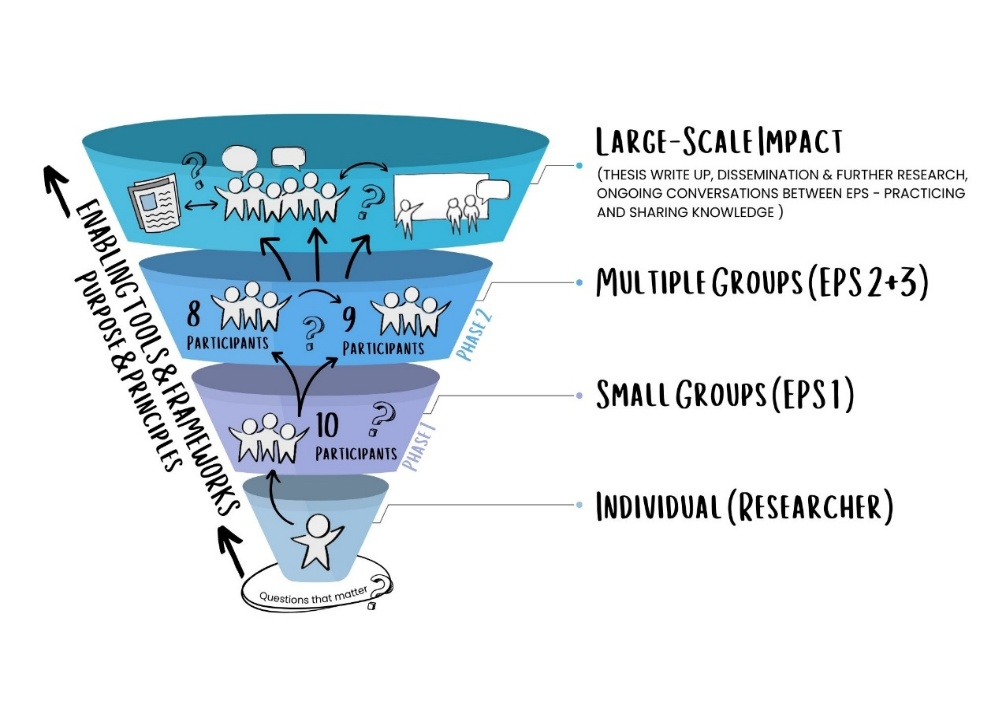 LARGE-SCALE IMPACT
(THESIS WRITE UP, DISSEMINATION & FURTHER RESEARCH,
ONGOING CONVERSATIONS BETWEEN EPS - PRACTICING
AND SHARING KNOWLEDGE )
?
?
MULTIPLE GROUPS (EPS 2+3)
8
PARTICIPANTS
?
9
PARTICIPANTS
PHASE 2
SMALL GROUPS (EPS 1)
10
PARTICIPANTS
?
PHASE 1
INDIVIDUAL (RESEARCHER)
ENABLING TOOLS & FRAMEWORKS
PURPOSE & PRINCIPLES
Questions that matter ?